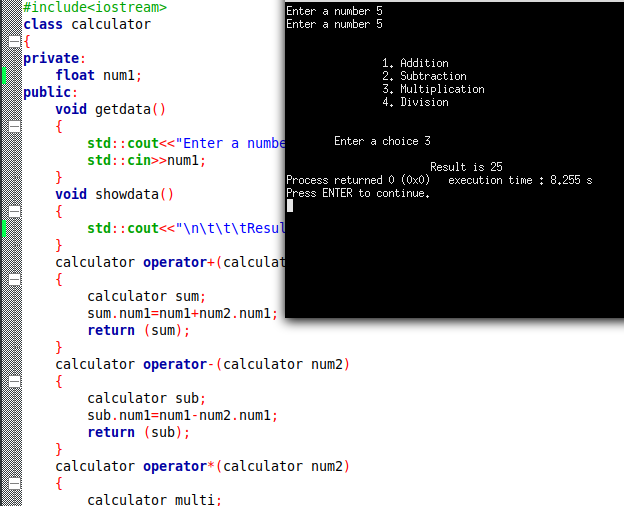 #include<iostream>
class calculator
{
private:
float num1;
public:
void getdata()
{
std::cout<<"Enter a
std::cin>>num1;
}
void showdata()
{
std::cout<<"\n\t\t\tResul
}
calculator operator+(calculat
{
calculator sum;
sum.num1=num1+num2.num1;
return (sum);
}
calculator operator-(calculator num2)
{
calculator sub;
sub.num1=num1-num2.num1;
return (sub);
}
calculator operator*(calculator num2)
{
calculator multi;
Enter a number 5
Enter a number 5
1. Addition
2. Subtraction
3. Multiplication
4. Division
Enter a choice 3
Result is 25
Process returned 0 (0x0) execution time : 8.255 s
Press ENTER to continue.